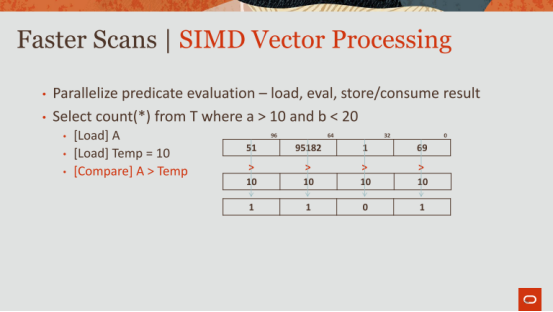 Faster Scans | SIMD Vector Processing
• Parallelize predicate evaluation – load, eval, store/consume result
• Select count(*) from T where a > 10 and b < 20
• [Load] A
• [Load] Temp = 10
• [Compare] A > Temp
96 64 32 0
51 95182 1 69
> > > >
10 10 10 10
1 1 0 1